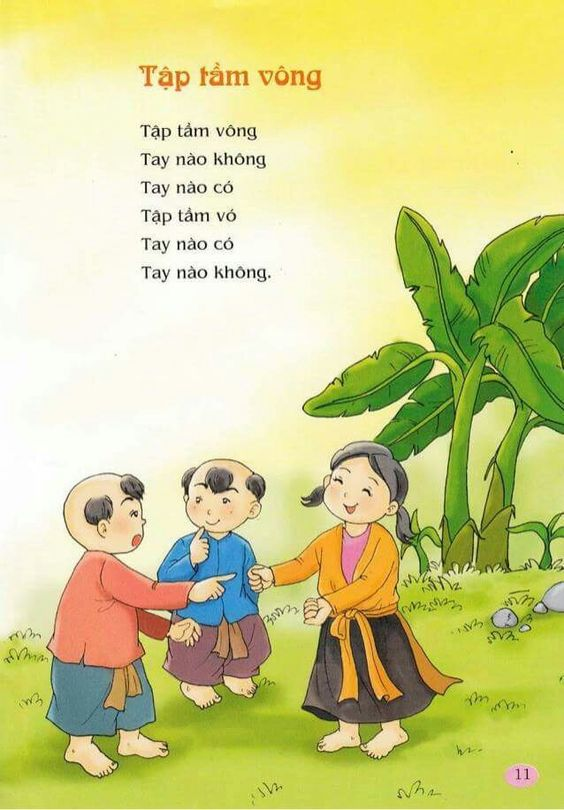 Tập tầm vông
Tập tầm vông
Tay nào không
Tay nào có
Tập tầm vó
Tay nào có
Tay nào không.
11